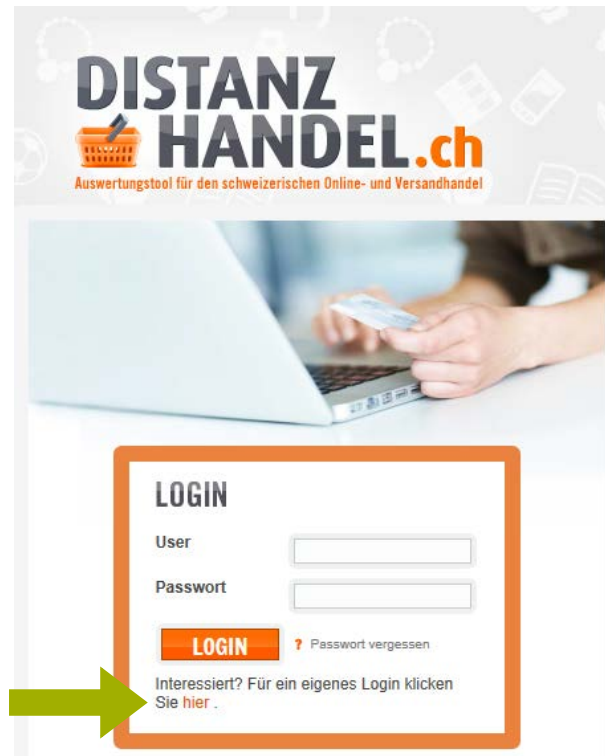 DISTANZ
HANDEL.ch
Auswertungstool für den schweizerischen Online- und Versandhandel
LOGIN
User
Passwort
LOGIN ? Passwort vergessen
Interessiert? Für ein eigenes Login klicken
Sie hier .